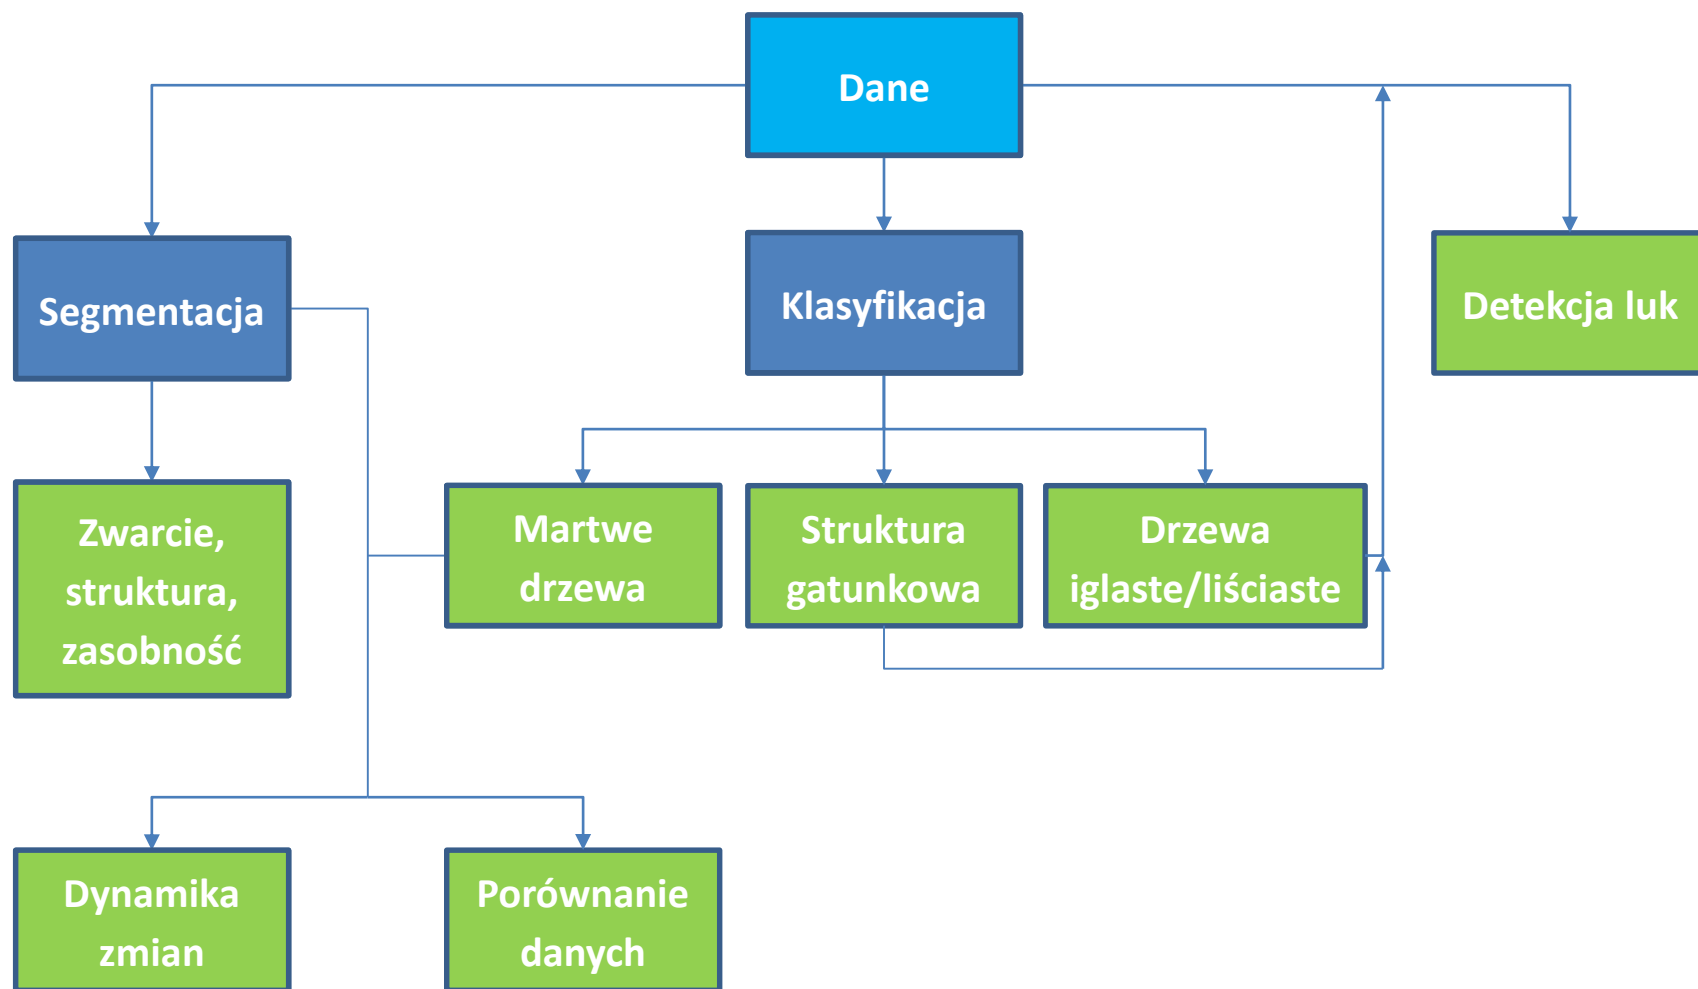 Dane
Segmentacja
Klasyfikacja
Detekcja luk
Zwarcie,
struktura,
zasobność
Martwe
drzewa
Struktura
gatunkowa
Drzewa
iglaste/liściaste
Dynamika
zmian
Porównanie
danych